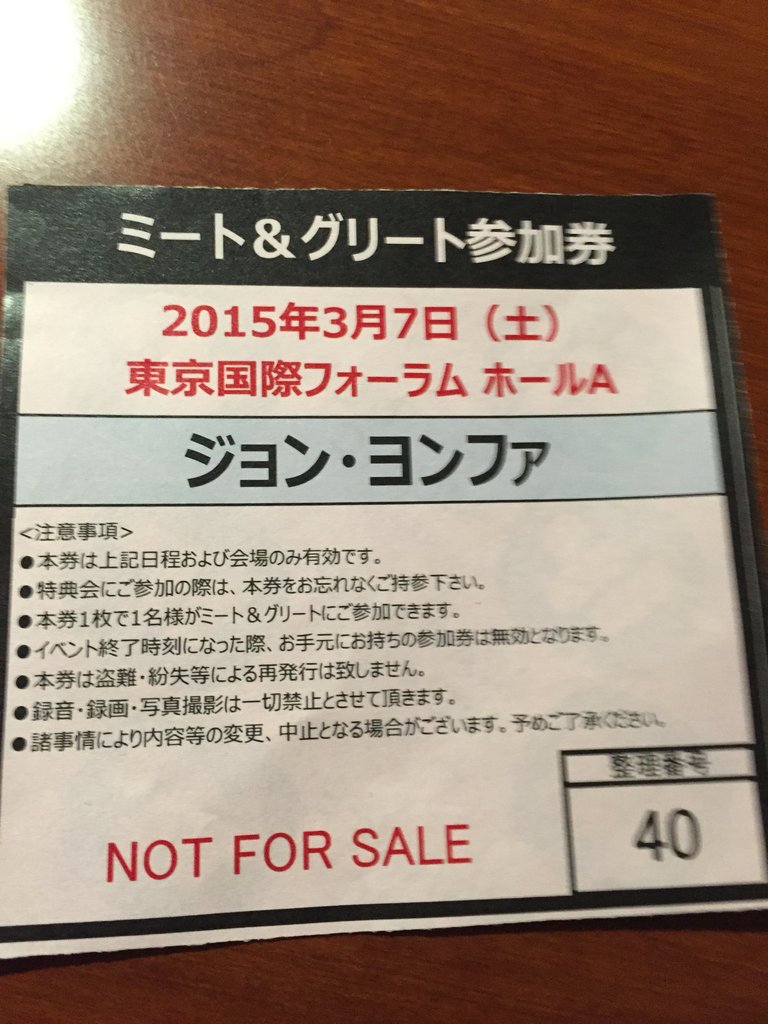 ミート&グリート参加券
2015年3月7日（土）
東京国際フォーラム ホールA
ジョン・ヨンファ
<注意事項>
●本券は上記日程および会場のみ有効です。
●特典会にご参加の際は、本券をお忘れなくご持参下さい。
●本券1枚で1名様がミート&グリートにご参加できます。
●イベント終了時刻になった際、お手元にお持ちの参加券は無効となります。
●本券は盗難・紛失等による再発行は致しません。
●録音・録画・写真撮影は一切禁止とさせて頂きます。
●諸事情により内容等の変更、中止となる場合がございます。予めご了承ください。
整理番号
40
NOT FOR SALE